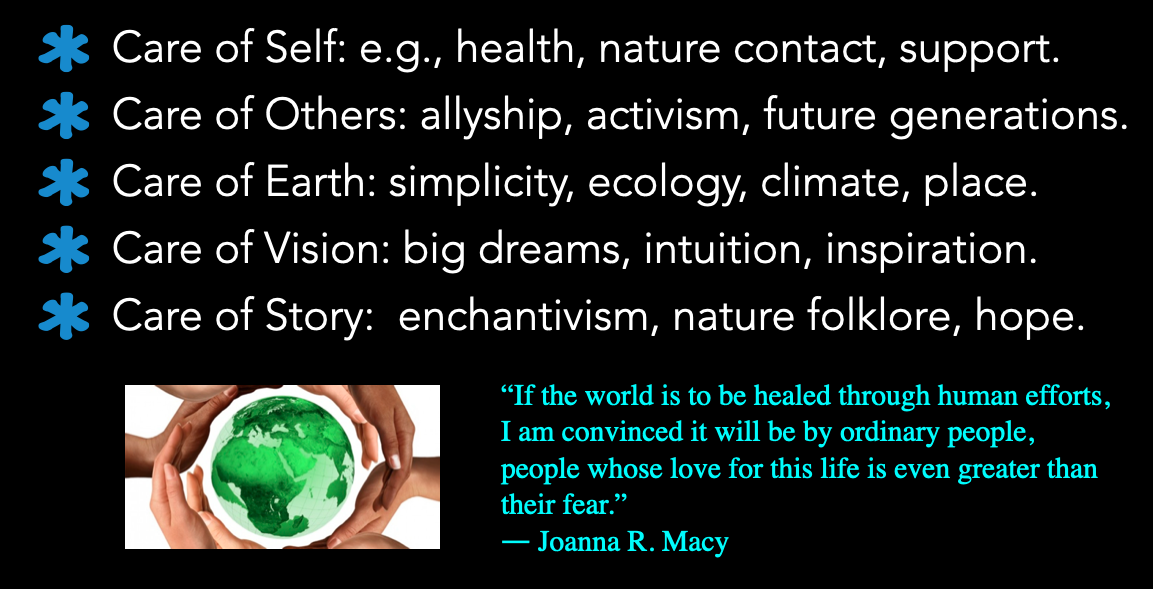 Care of Self: e.g., health, nature contact, support.
Care of Others: allyship, activism, future generations.
Care of Earth: simplicity, ecology, climate, place.
Care of Vision: big dreams, intuition, inspiration.
Care of Story:  enchantivism, nature folklore, hope.
“If the world is to be healed through human efforts,
I am convinced it will be by ordinary people,
people whose love for this life is even greater than
their fear.”
― Joanna R. Macy